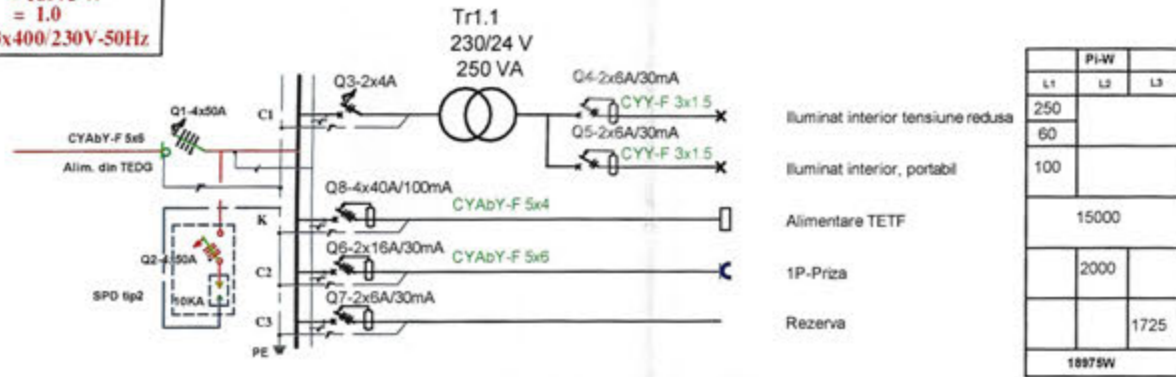 = 1.0
x400/230V-50Hz
Tr1.1
230/24 V
250 VA
Q3-2x4A
Q4-2x6A/30mA
Q1-4x50A
C1
CYY-F 3x1.5
Iluminat interior tensiune redusa
CYAbY-F 5x6
Q5-2x6A/30mA
CYY-F 3x1.5
Alim. din TEDG
Iluminat interior, portabil
Q8-4x40A/100mA
CYAbY-F 5x4
K
Alimentare TETF
Q6-2x16A/30mA
CYAbY-F 5x6
Q2-4x50A
C2
1P-Priza
SPD tip2
10KA
Q7-2x6A/30mA
C3
Rezerva
PE
Pi-W
L1 L2 L3
250
60
100
15000
2000
1725
18975W